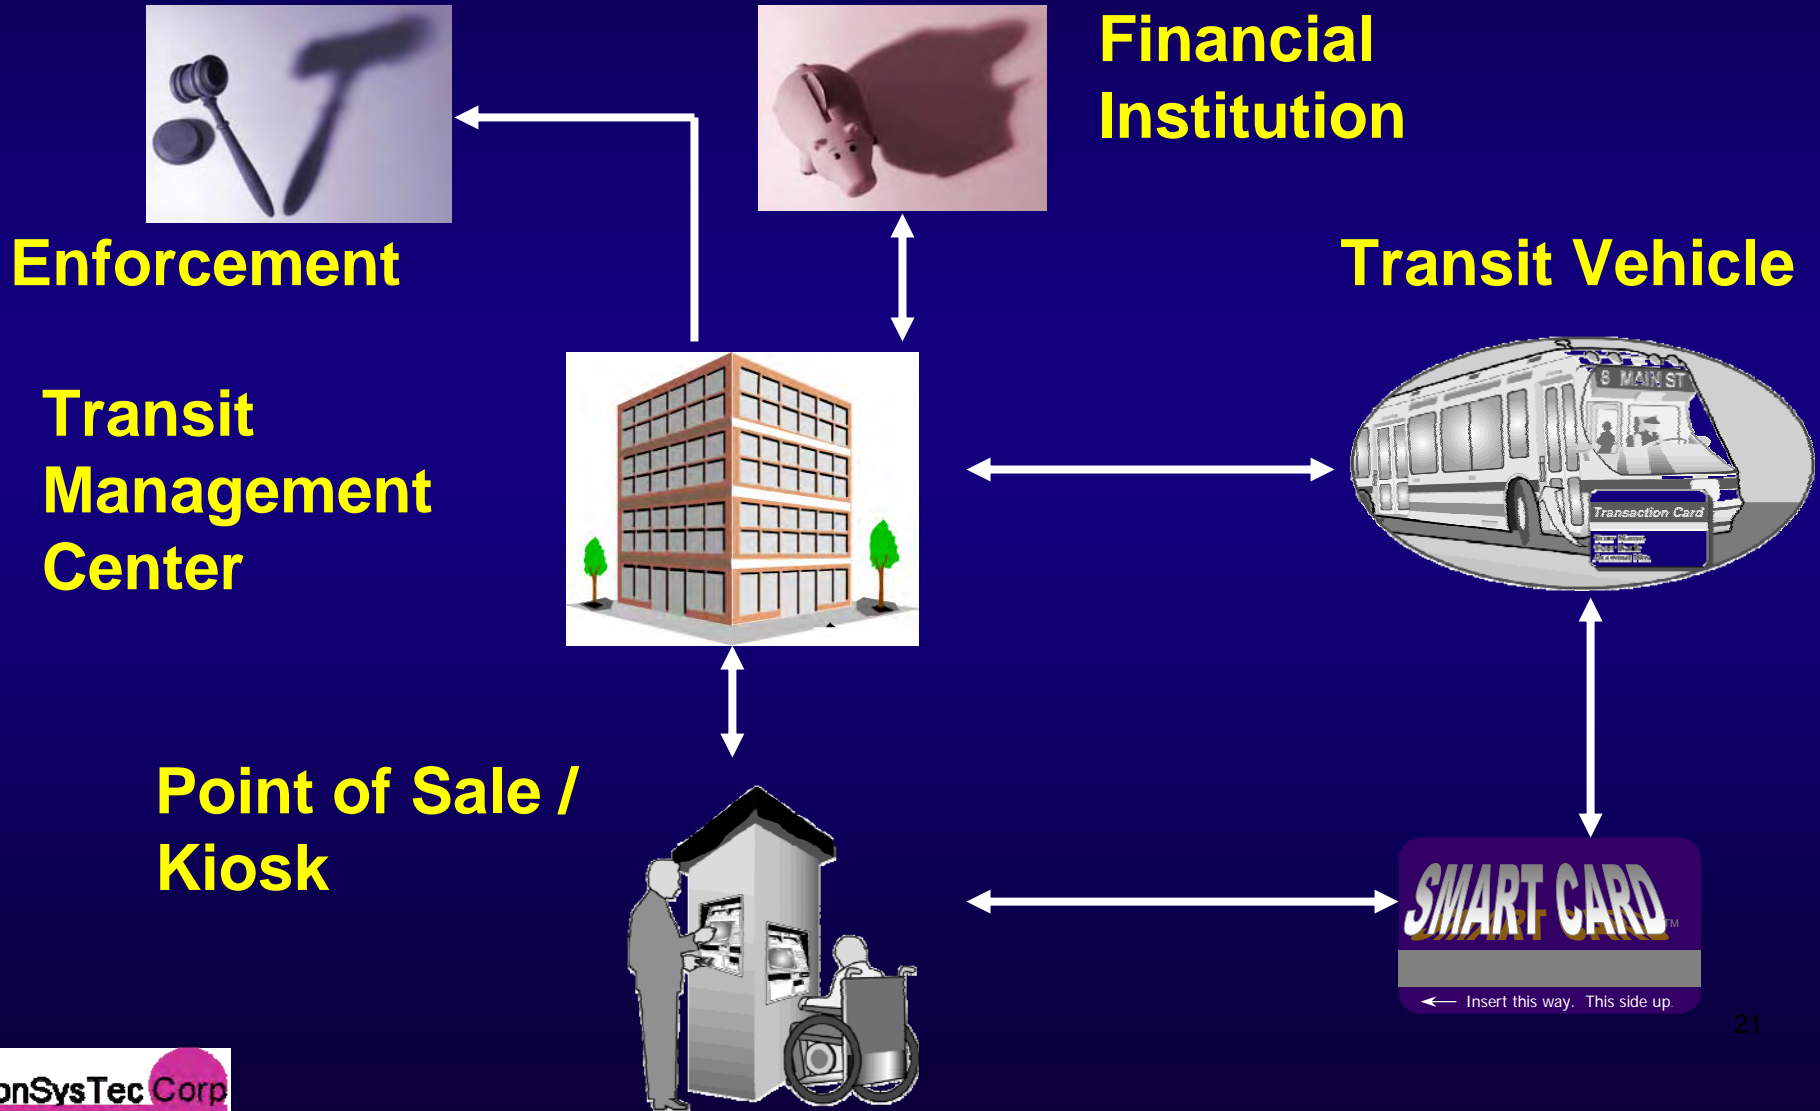 Financial
Institution
Enforcement
Transit Vehicle
Transit
Management
Center
8 MAIN ST
Transaction Card
Point of Sale /
Kiosk
SMART CARD
TM
Insert this way. This side up.
21
onSysTec Corp